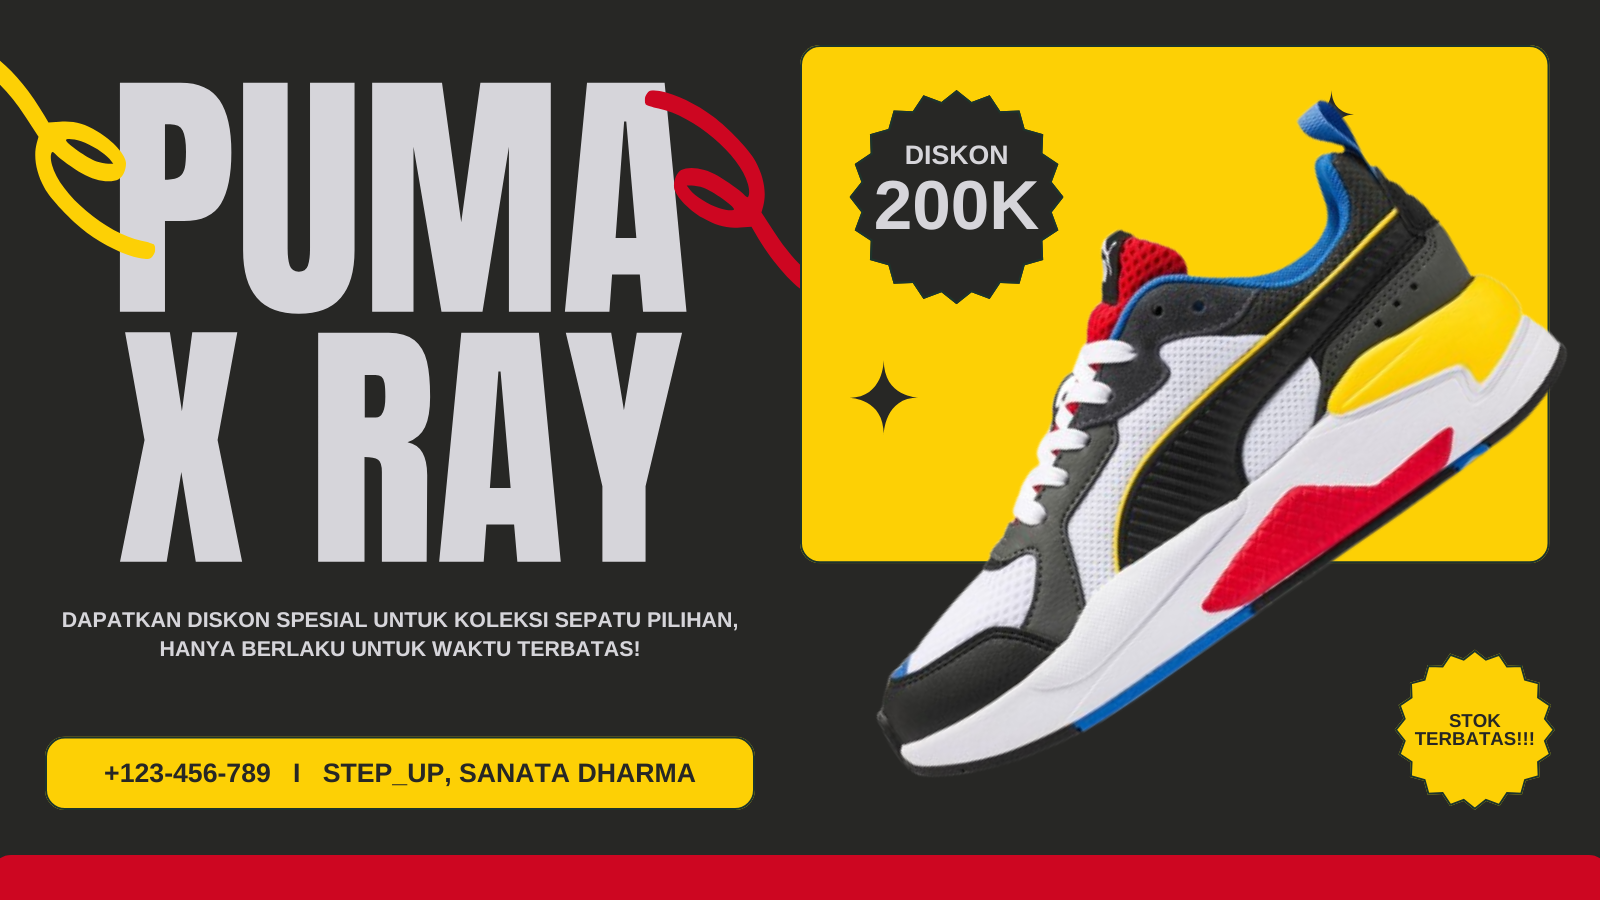 PUMA
X RAY
DAPATKAN DISKON SPESIAL UNTUK KOLEKSI SEPATU PILIHAN,
HANYA BERLAKU UNTUK WAKTU TERBATAS!
+123-456-789 I STEP_UP, SANATA DHARMA
DISKON
200K
STOK
TERBATAS!!!